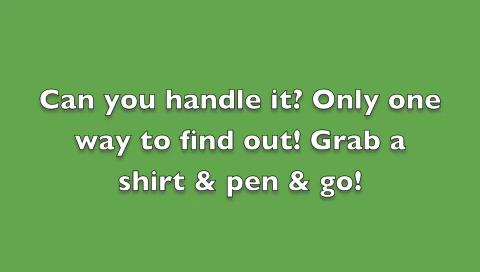 Can you handle it? Only one
way to find out! Grab a
shirt & pen & go!